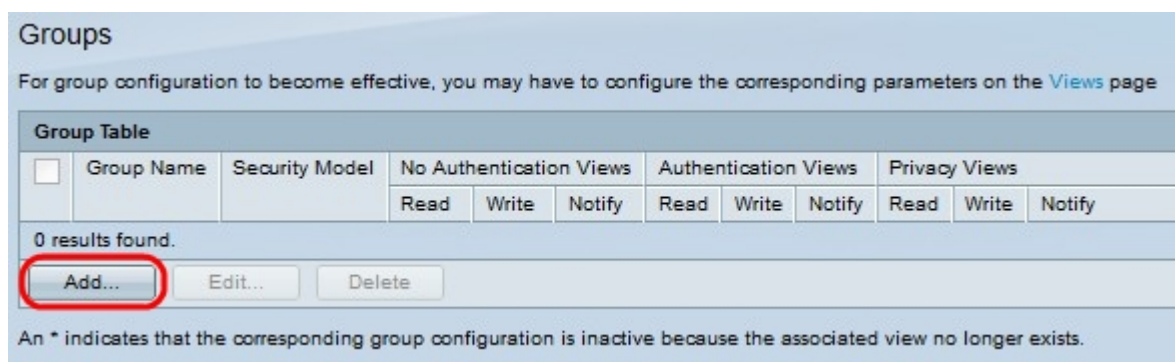 Groups
For group configuration to become effective, you may have to configure the corresponding parameters on the Views page
Group Table
Group Name Security Model No Authentication Views Authentication Views Privacy Views
Read Write Notify Read Write Notify Read Write Notify
0 results found.
Add... Edit... Delete
An * indicates that the corresponding group configuration is inactive because the associated view no longer exists.